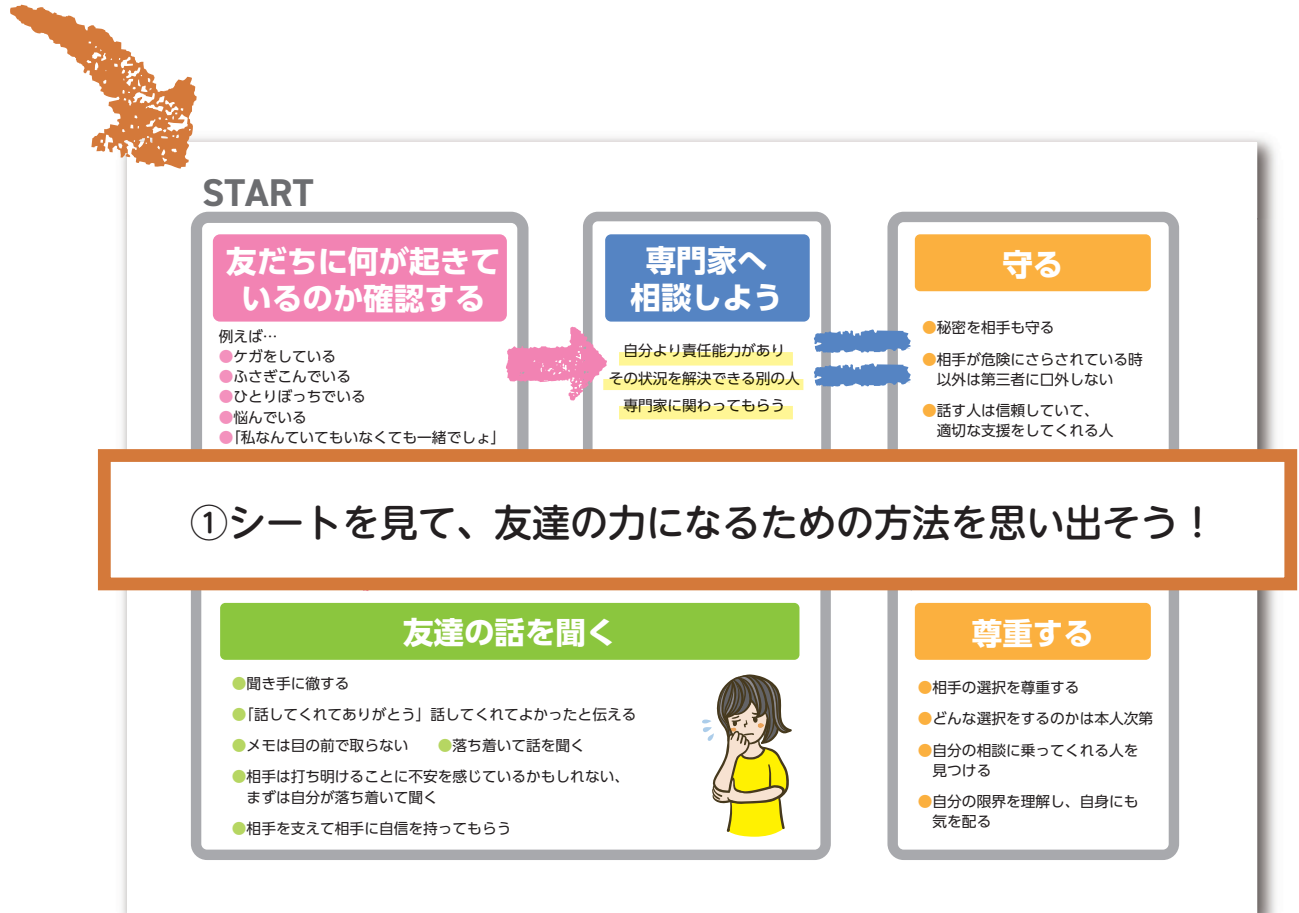 START
友だちに何が起きて
いるのか確認する
例えば…
●ケガをしている
●ふさぎこんでいる
●ひとりぼっちでいる
●悩んでいる
●「私なんていてもいなくても一緒でしょ」
専門家へ
相談しよう
自分より責任能力があり
その状況を解決できる別の人
専門家に関わってもらう
守る
●秘密を相手も守る
●相手が危険にさらされている時
以外は第三者に口外しない
●話す人は信頼していて、
適切な支援をしてくれる人
①シートを見て、友達の力になるための方法を思い出そう！
友達の話を聞く
●聞き手に徹する
●「話してくれてありがとう」話してくれてよかったと伝える
●メモは目の前で取らない ●落ち着いて話を聞く
●相手は打ち明けることに不安を感じているかもしれない、
まずは自分が落ち着いて聞く
●相手を支えて相手に自信を持ってもらう
尊重する
●相手の選択を尊重する
●どんな選択をするのかは本人次第
●自分の相談に乗ってくれる人を
見つける
●自分の限界を理解し、自身にも
気を配る